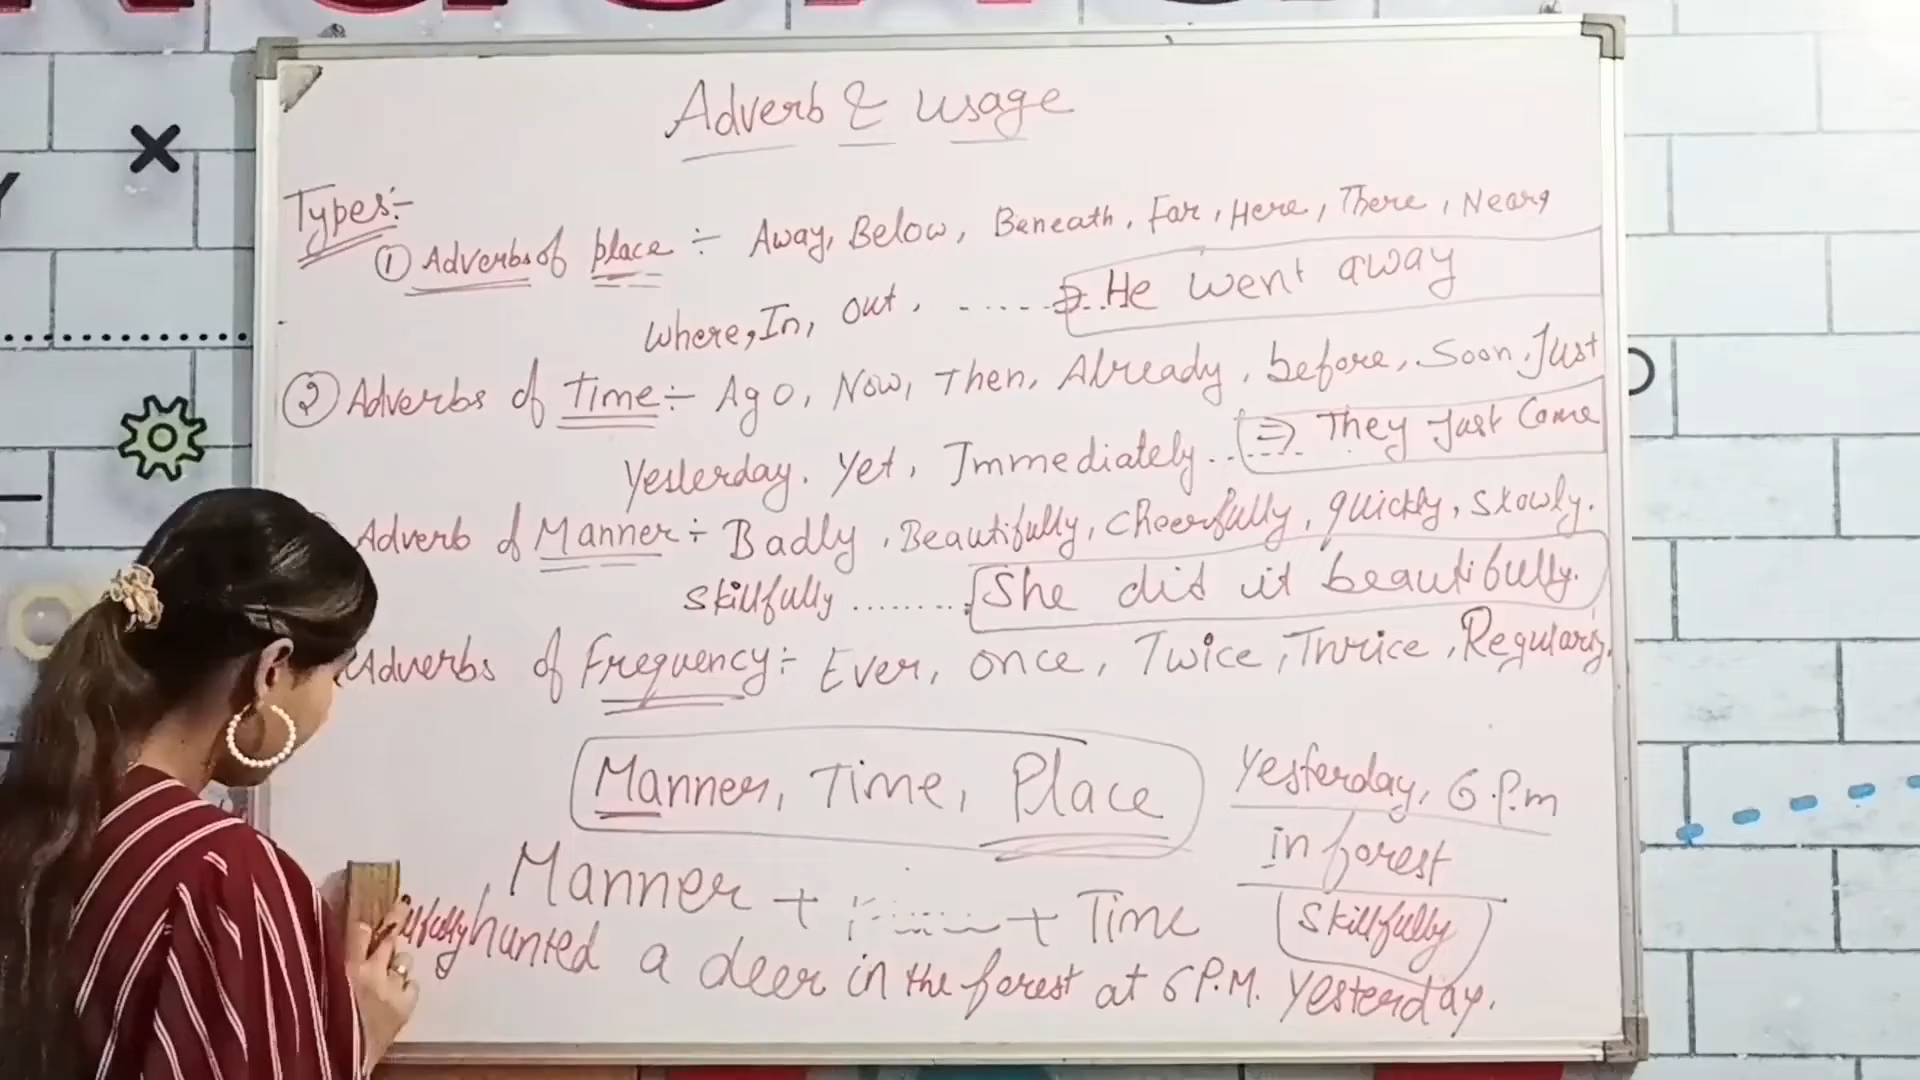 Adverb & usage
Types:-
① Adverbs of place ÷ Away, Below, Beneath, Far, Here, There, Near,
Where, In, Out, ......⇒ He went away
② Adverbs of Time ÷ Ago, Now, Then, Already, before, Soon, Just
Yesterday, Yet, Immediately...... ⇒ They Just Come
Adverb of Manner ÷ Badly, Beautifully, Cheerfully, quickly, Slowly.
Skillfully ......... She did it beautifully.
Adverbs of Frequency ÷ Ever, Once, Twice, Thrice, Regularly.
Manner, Time, Place
Yesterday, 6 P.m
in forest
Skillfully
Manner + + Time
hunted a deer in the forest at 6 P.M. Yesterday.